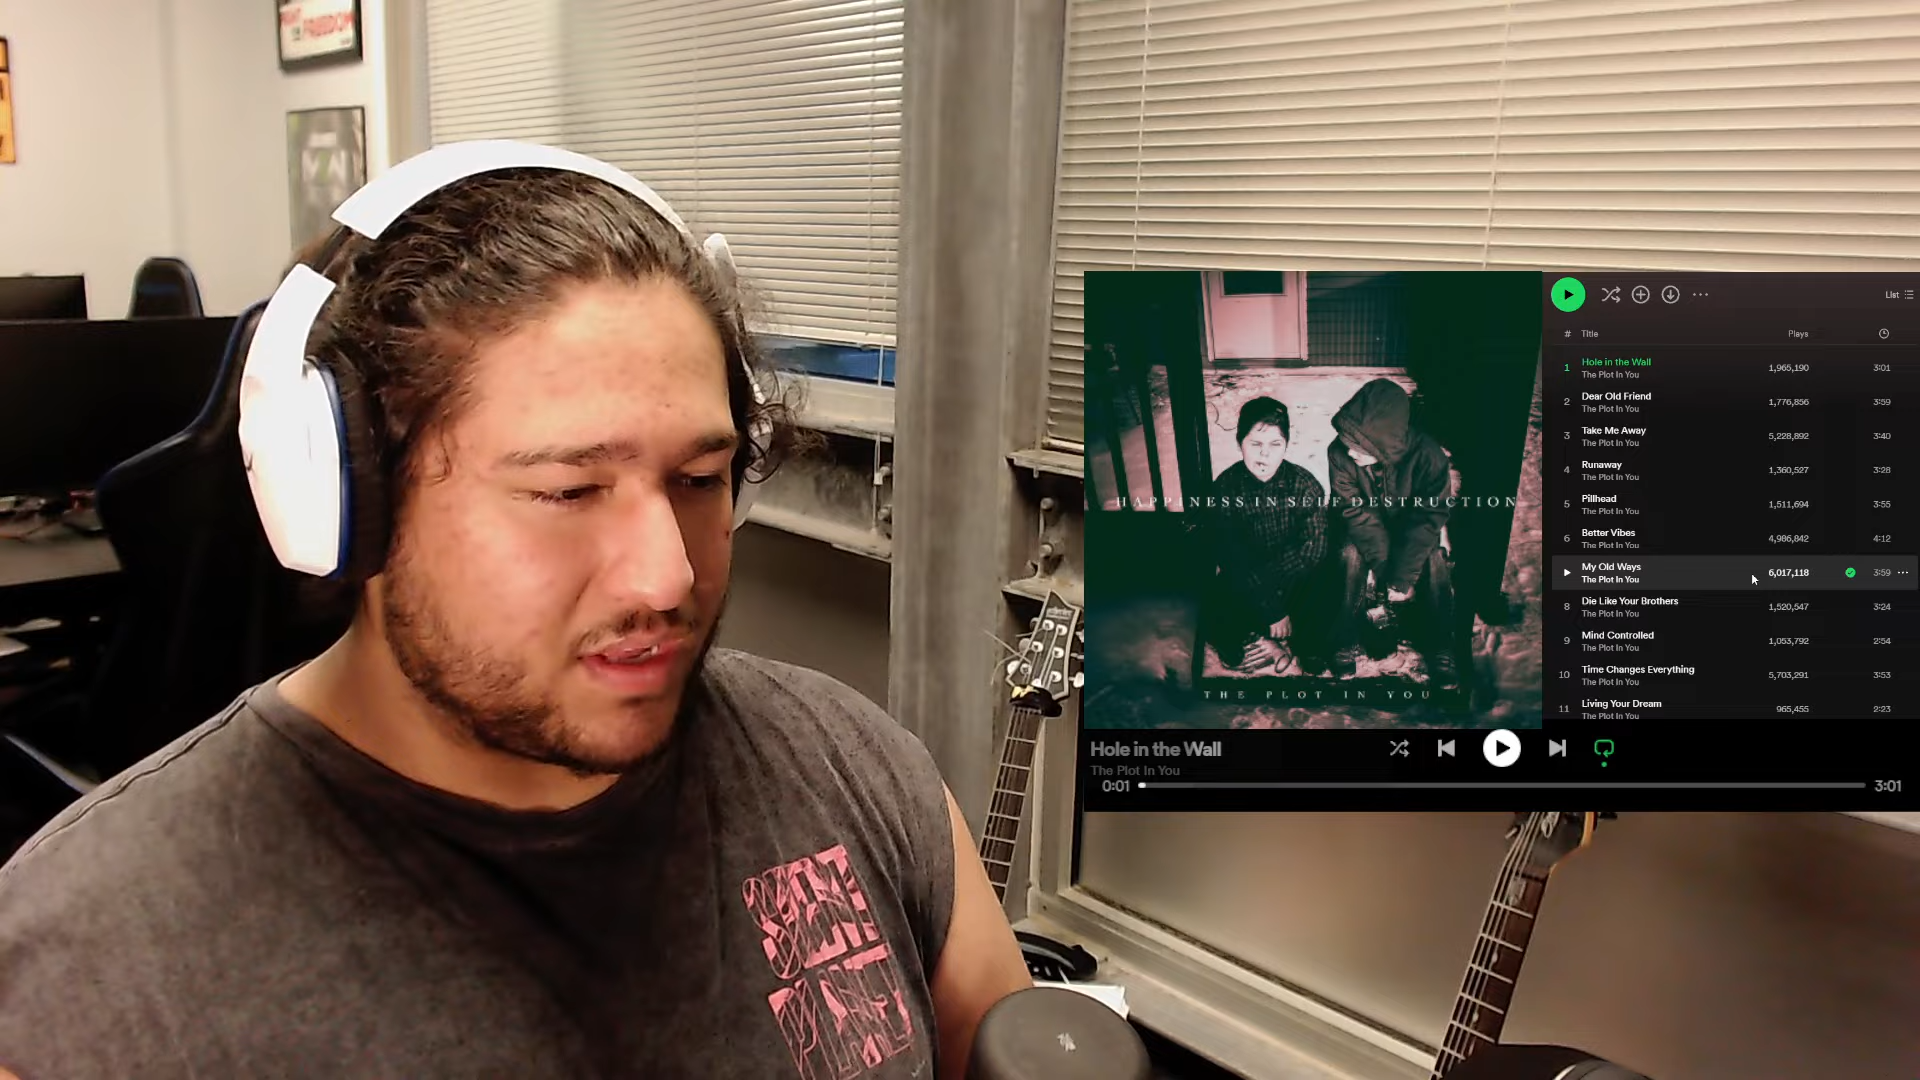 FREEDOM
HAPPINESS IN SELF DESTRUCTION
THE PLOT IN YOU
List
# Title Plays
1 Hole in the Wall 1,965,190 3:01
The Plot In You
2 Dear Old Friend 1,776,856 3:59
The Plot In You
3 Take Me Away 5,228,892 3:40
The Plot In You
4 Runaway 1,360,527 3:28
The Plot In You
5 Pillhead 1,511,694 3:55
The Plot In You
6 Better Vibes 4,986,842 4:12
The Plot In You
My Old Ways 6,017,118 3:59
The Plot In You
8 Die Like Your Brothers 1,520,547 3:24
The Plot In You
9 Mind Controlled 1,053,792 2:54
The Plot In You
10 Time Changes Everything 5,703,291 3:53
The Plot In You
11 Living Your Dream 965,455 2:23
The Plot In You
Hole in the Wall
The Plot In You
0:01 3:01